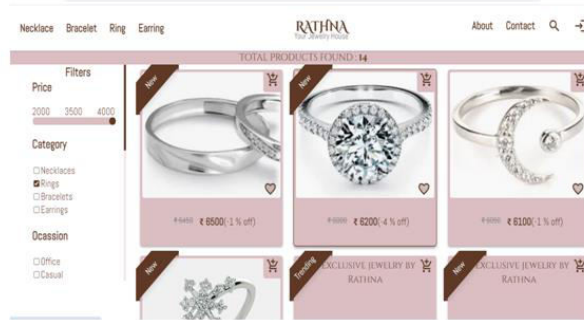 Necklace Bracelet Ring Earring
RATHNA
Your Jewelry House
About Contact
TOTAL PRODUCTS FOUND : 14
Filters
Price
2000 3500 4000
Category
Necklaces
Rings
Bracelets
Earrings
Ocassion
Office
Casual
New
₹ 6450 ₹ 6500(-1 % off)
New
₹ 6200(-4 % off)
New
₹ 6100(-1 % off)
New
Trending
EXCLUSIVE JEWELRY BY
RATHNA
New
EXCLUSIVE JEWELRY BY
RATHNA